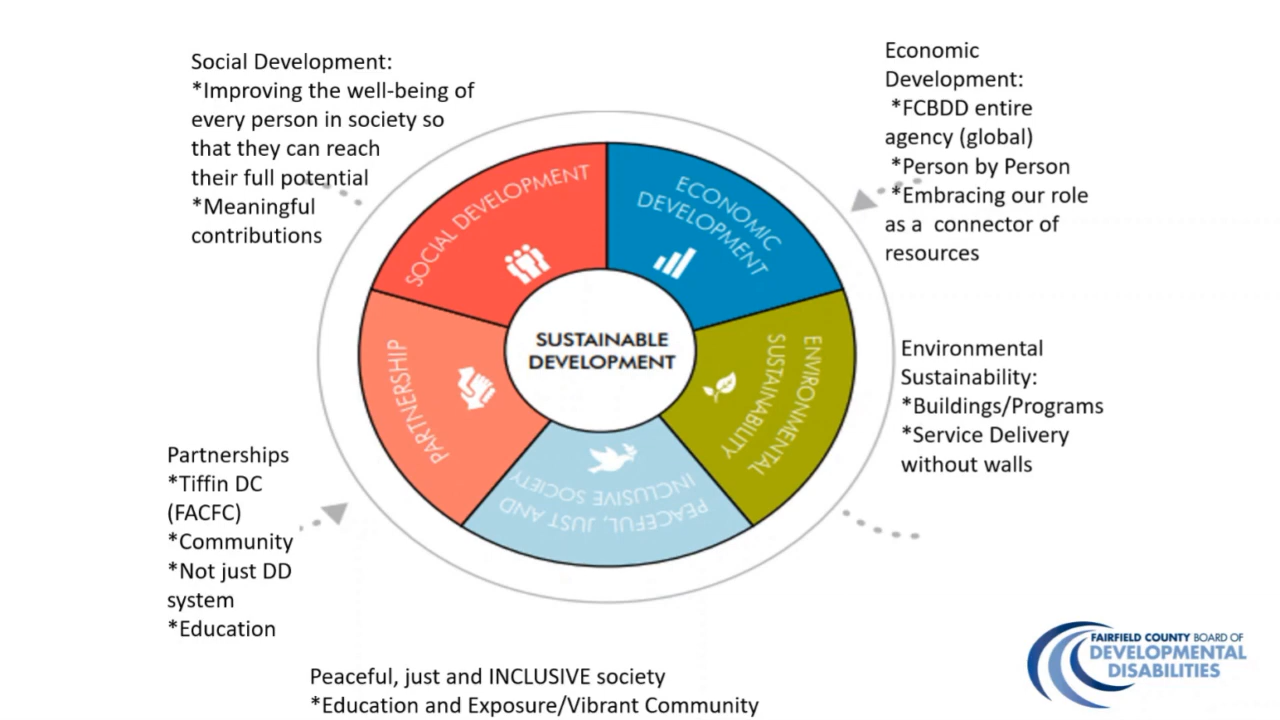 Social Development:
*Improving the well-being of
every person in society so
that they can reach
their full potential
*Meaningful
contributions
Economic
Development:
*FCBDD entire
agency (global)
*Person by Person
*Embracing our role
as a connector of
resources
SOCIAL DEVELOPMENT
ECONOMIC
DEVELOPMENT
SUSTAINABLE
DEVELOPMENT
PARTNERSHIP
ENVIRONMENTAL
SUSTAINABILITY
PEACEFUL, JUST AND
INCLUSIVE SOCIETY
Environmental
Sustainability:
*Buildings/Programs
*Service Delivery
without walls
Partnerships
*Tiffin DC
(FACFC)
*Community
*Not just DD
system
*Education
Peaceful, just and INCLUSIVE society
*Education and Exposure/Vibrant Community
FAIRFIELD COUNTY BOARD OF
DEVELOPMENTAL
DISABILITIES